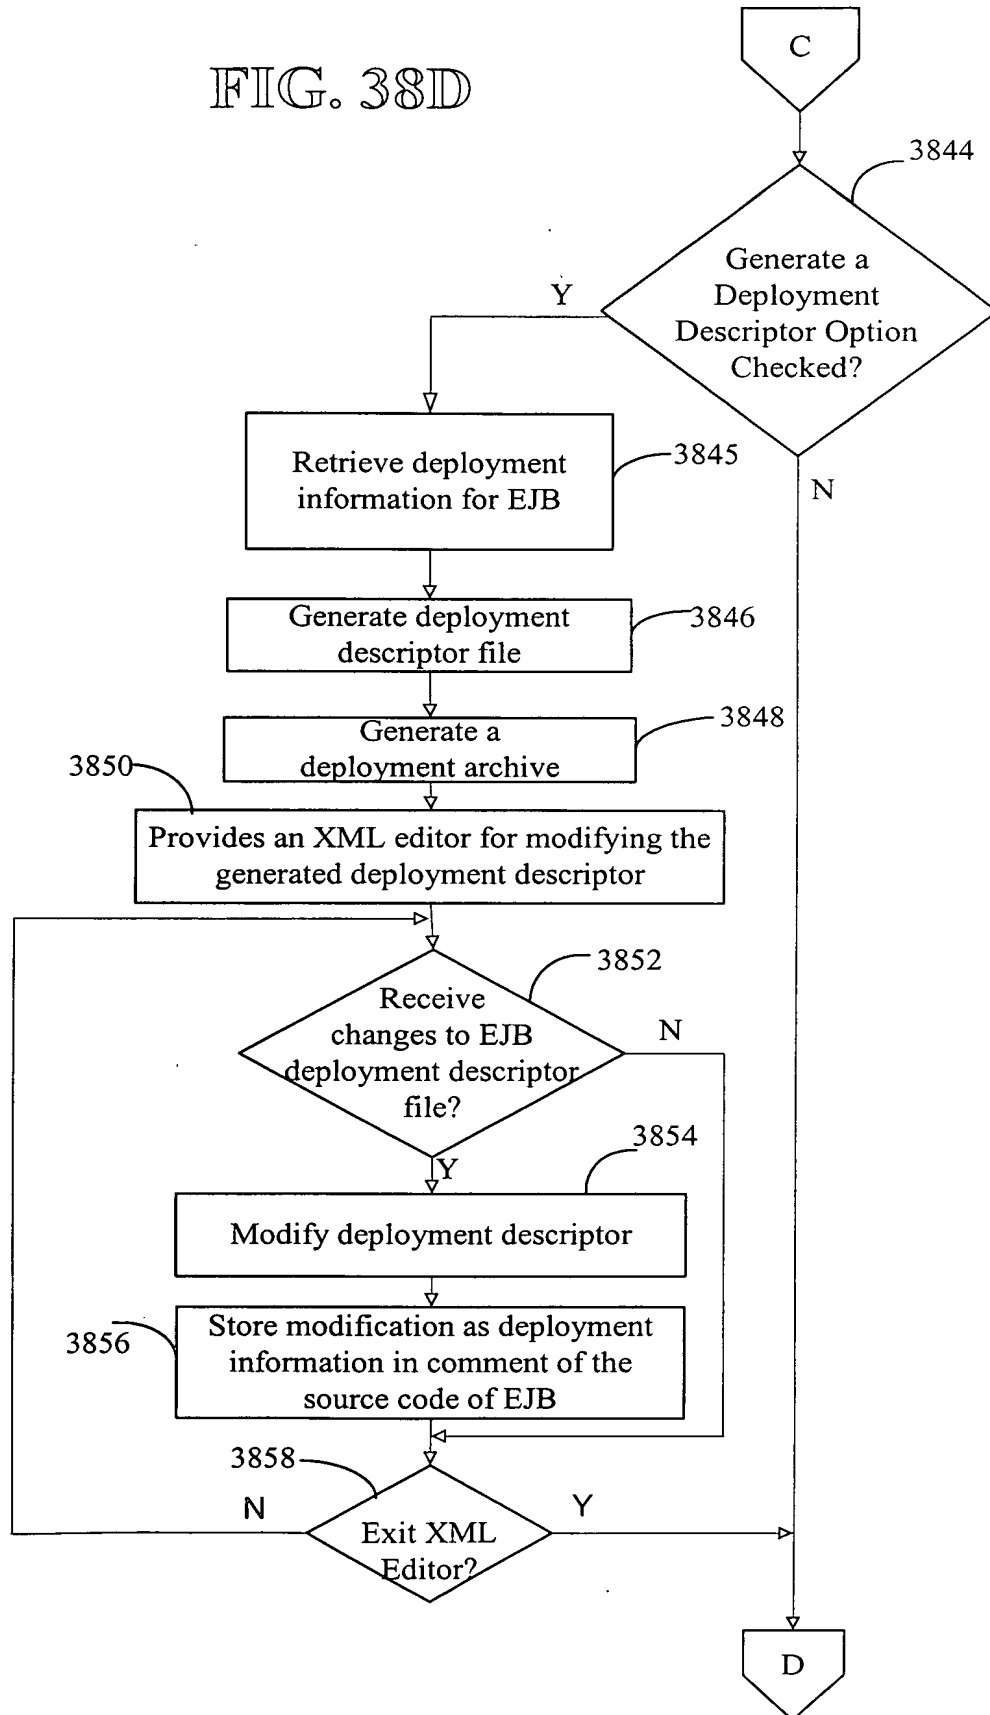 C
FIG. 38D
3844
Generate a
Deployment
Descriptor Option
Checked?
Y
N
Retrieve deployment
information for EJB
3845
Generate deployment
descriptor file
3846
Generate a
deployment archive
3848
3850
Provides an XML editor for modifying the
generated deployment descriptor
3852
Receive
changes to EJB
deployment descriptor
file?
N
Y
3854
Modify deployment descriptor
3856
Store modification as deployment
information in comment of the
source code of EJB
3858
N
Y
Exit XML
Editor?
D